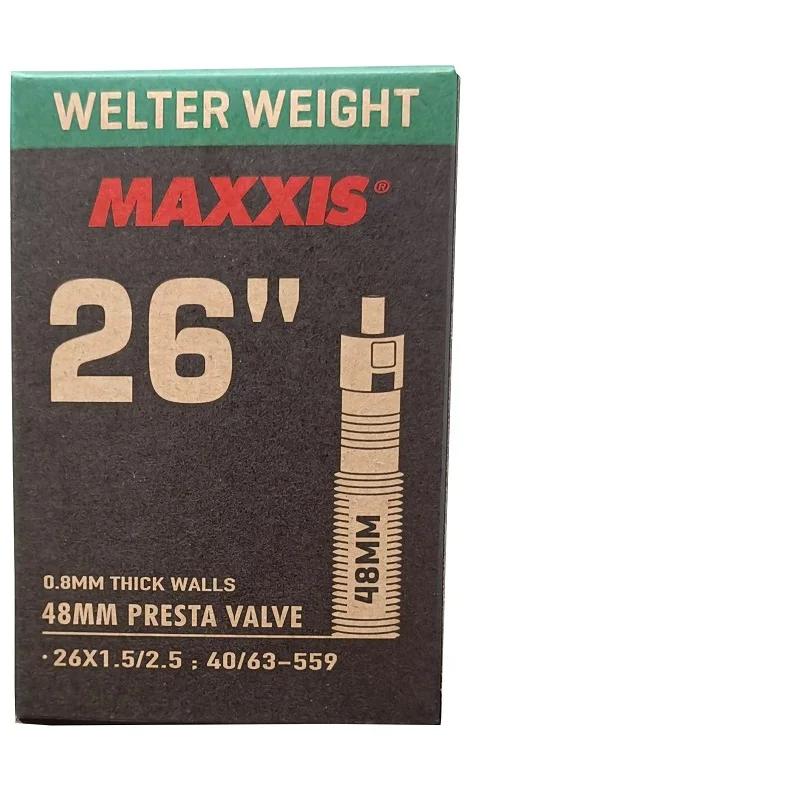 WELTER WEIGHT
MAXXIS®
26"
48MM
0.8MM THICK WALLS
48MM PRESTA VALVE
·26X1.5/2.5 ; 40/63-559